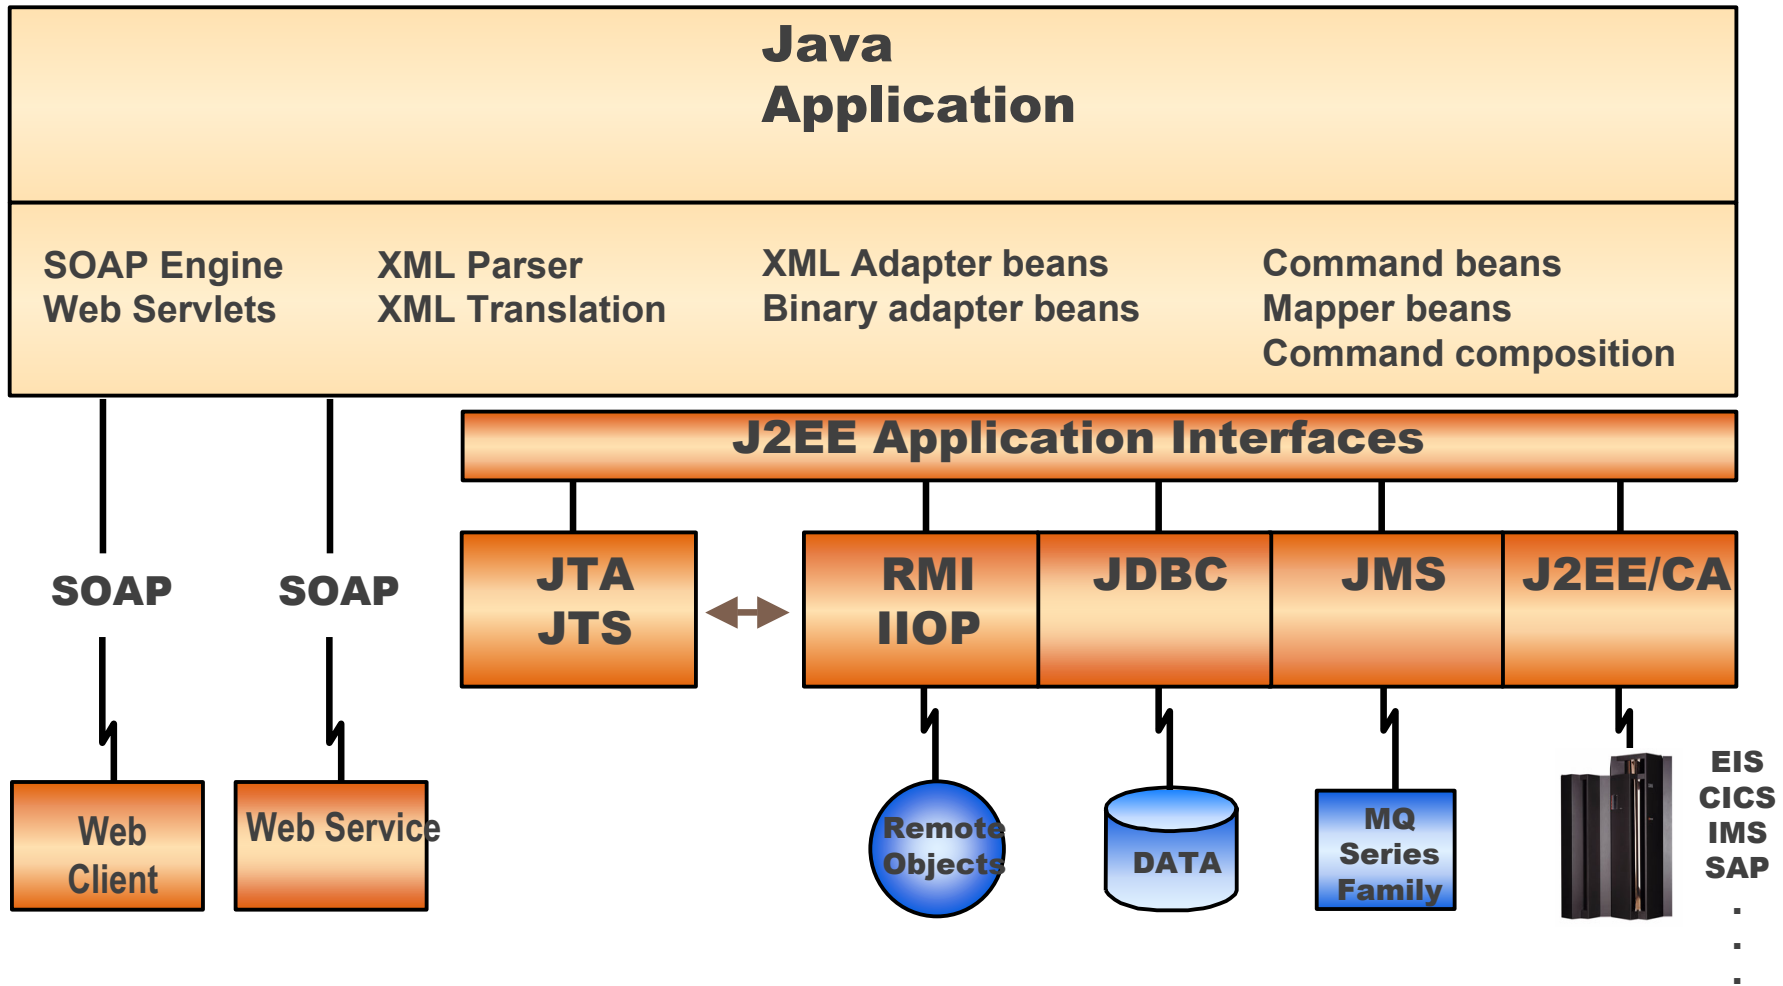 Java
Application
SOAP Engine
Web Servlets
XML Parser
XML Translation
XML Adapter beans
Binary adapter beans
Command beans
Mapper beans
Command composition
J2EE Application Interfaces
SOAP
SOAP
JTA
JTS
RMI
IIOP
JDBC
JMS
J2EE/CA
Web
Client
Web Service
Remote
Objects
DATA
MQ
Series
Family
EIS
CICS
IMS
SAP
.
.
.